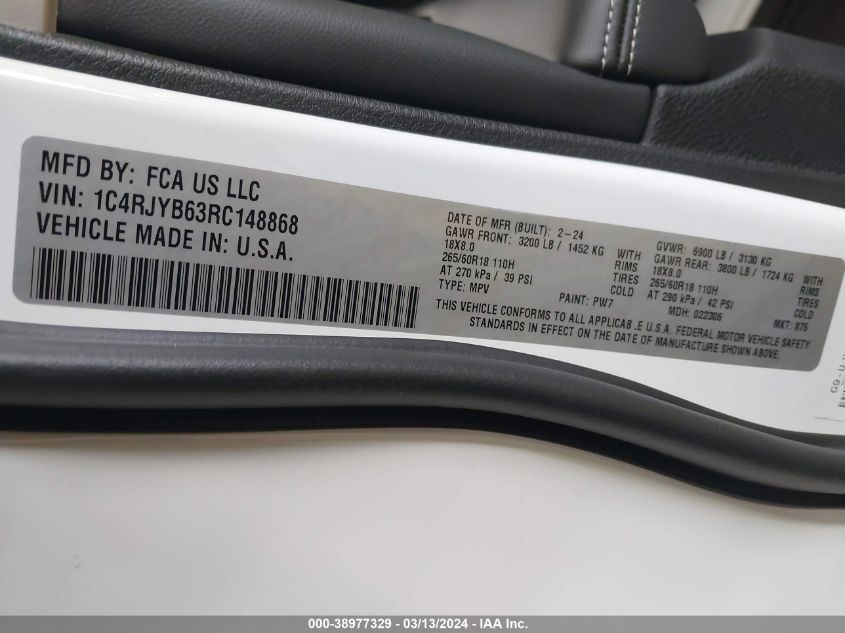 MFD BY: FCA US LLC
VIN: 1C4RJYB63RC148868
VEHICLE MADE IN: U.S.A.
DATE OF MFR (BUILT): 2-24
GAWR FRONT: 3200 LB / 1452 KG WITH
18X8.0 RIMS
265/60R18 110H TIRES
AT 270 kPa / 39 PSI COLD
TYPE: MPV PAINT: PW7
GVWR: 6900 LB / 3130 KG
GAWR REAR: 3800 LB / 1724 KG WITH
18X8.0 RIMS
265/60R18 110H TIRES
AT 290 kPa / 42 PSI COLD
MDH: 022306 MKT: 875
THIS VEHICLE CONFORMS TO ALL APPLICAB .E U.S.A. FEDERAL MOTOR VEHICLE SAFETY
STANDARDS IN EFFECT ON THE DATE OF MANUFACTURE SHOWN ABOVE.
000-38977329 - 03/13/2024 - IAA Inc.